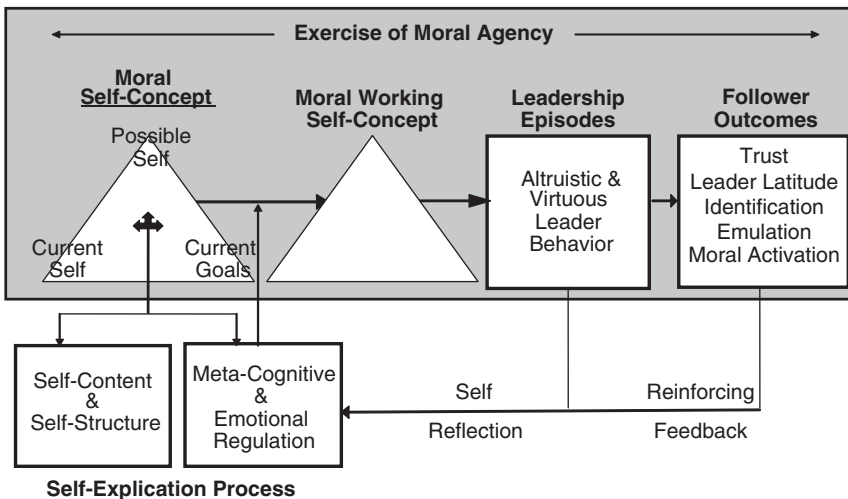 Exercise of Moral Agency
Moral
Self-Concept
Possible
Self
Current
Self
Current
Goals
Moral Working
Self-Concept
Leadership
Episodes
Altruistic &
Virtuous
Leader
Behavior
Follower
Outcomes
Trust
Leader Latitude
Identification
Emulation
Moral Activation
Self-Content
&
Self-Structure
Meta-Cognitive
&
Emotional
Regulation
Self
Reflection
Reinforcing
Feedback
Self-Explication Process